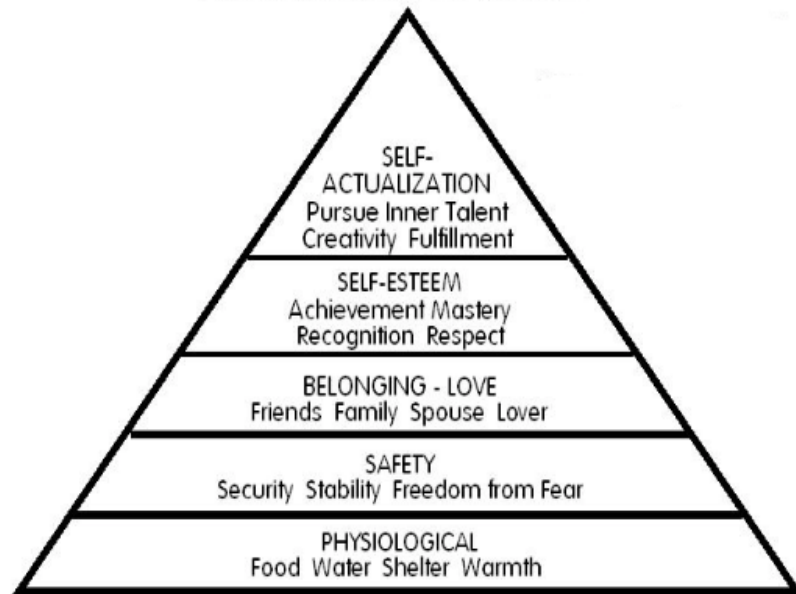 SELF-
ACTUALIZATION
Pursue Inner Talent
Creativity Fulfillment
SELF-ESTEEM
Achievement Mastery
Recognition Respect
BELONGING - LOVE
Friends Family Spouse Lover
SAFETY
Security Stability Freedom from Fear
PHYSIOLOGICAL
Food Water Shelter Warmth